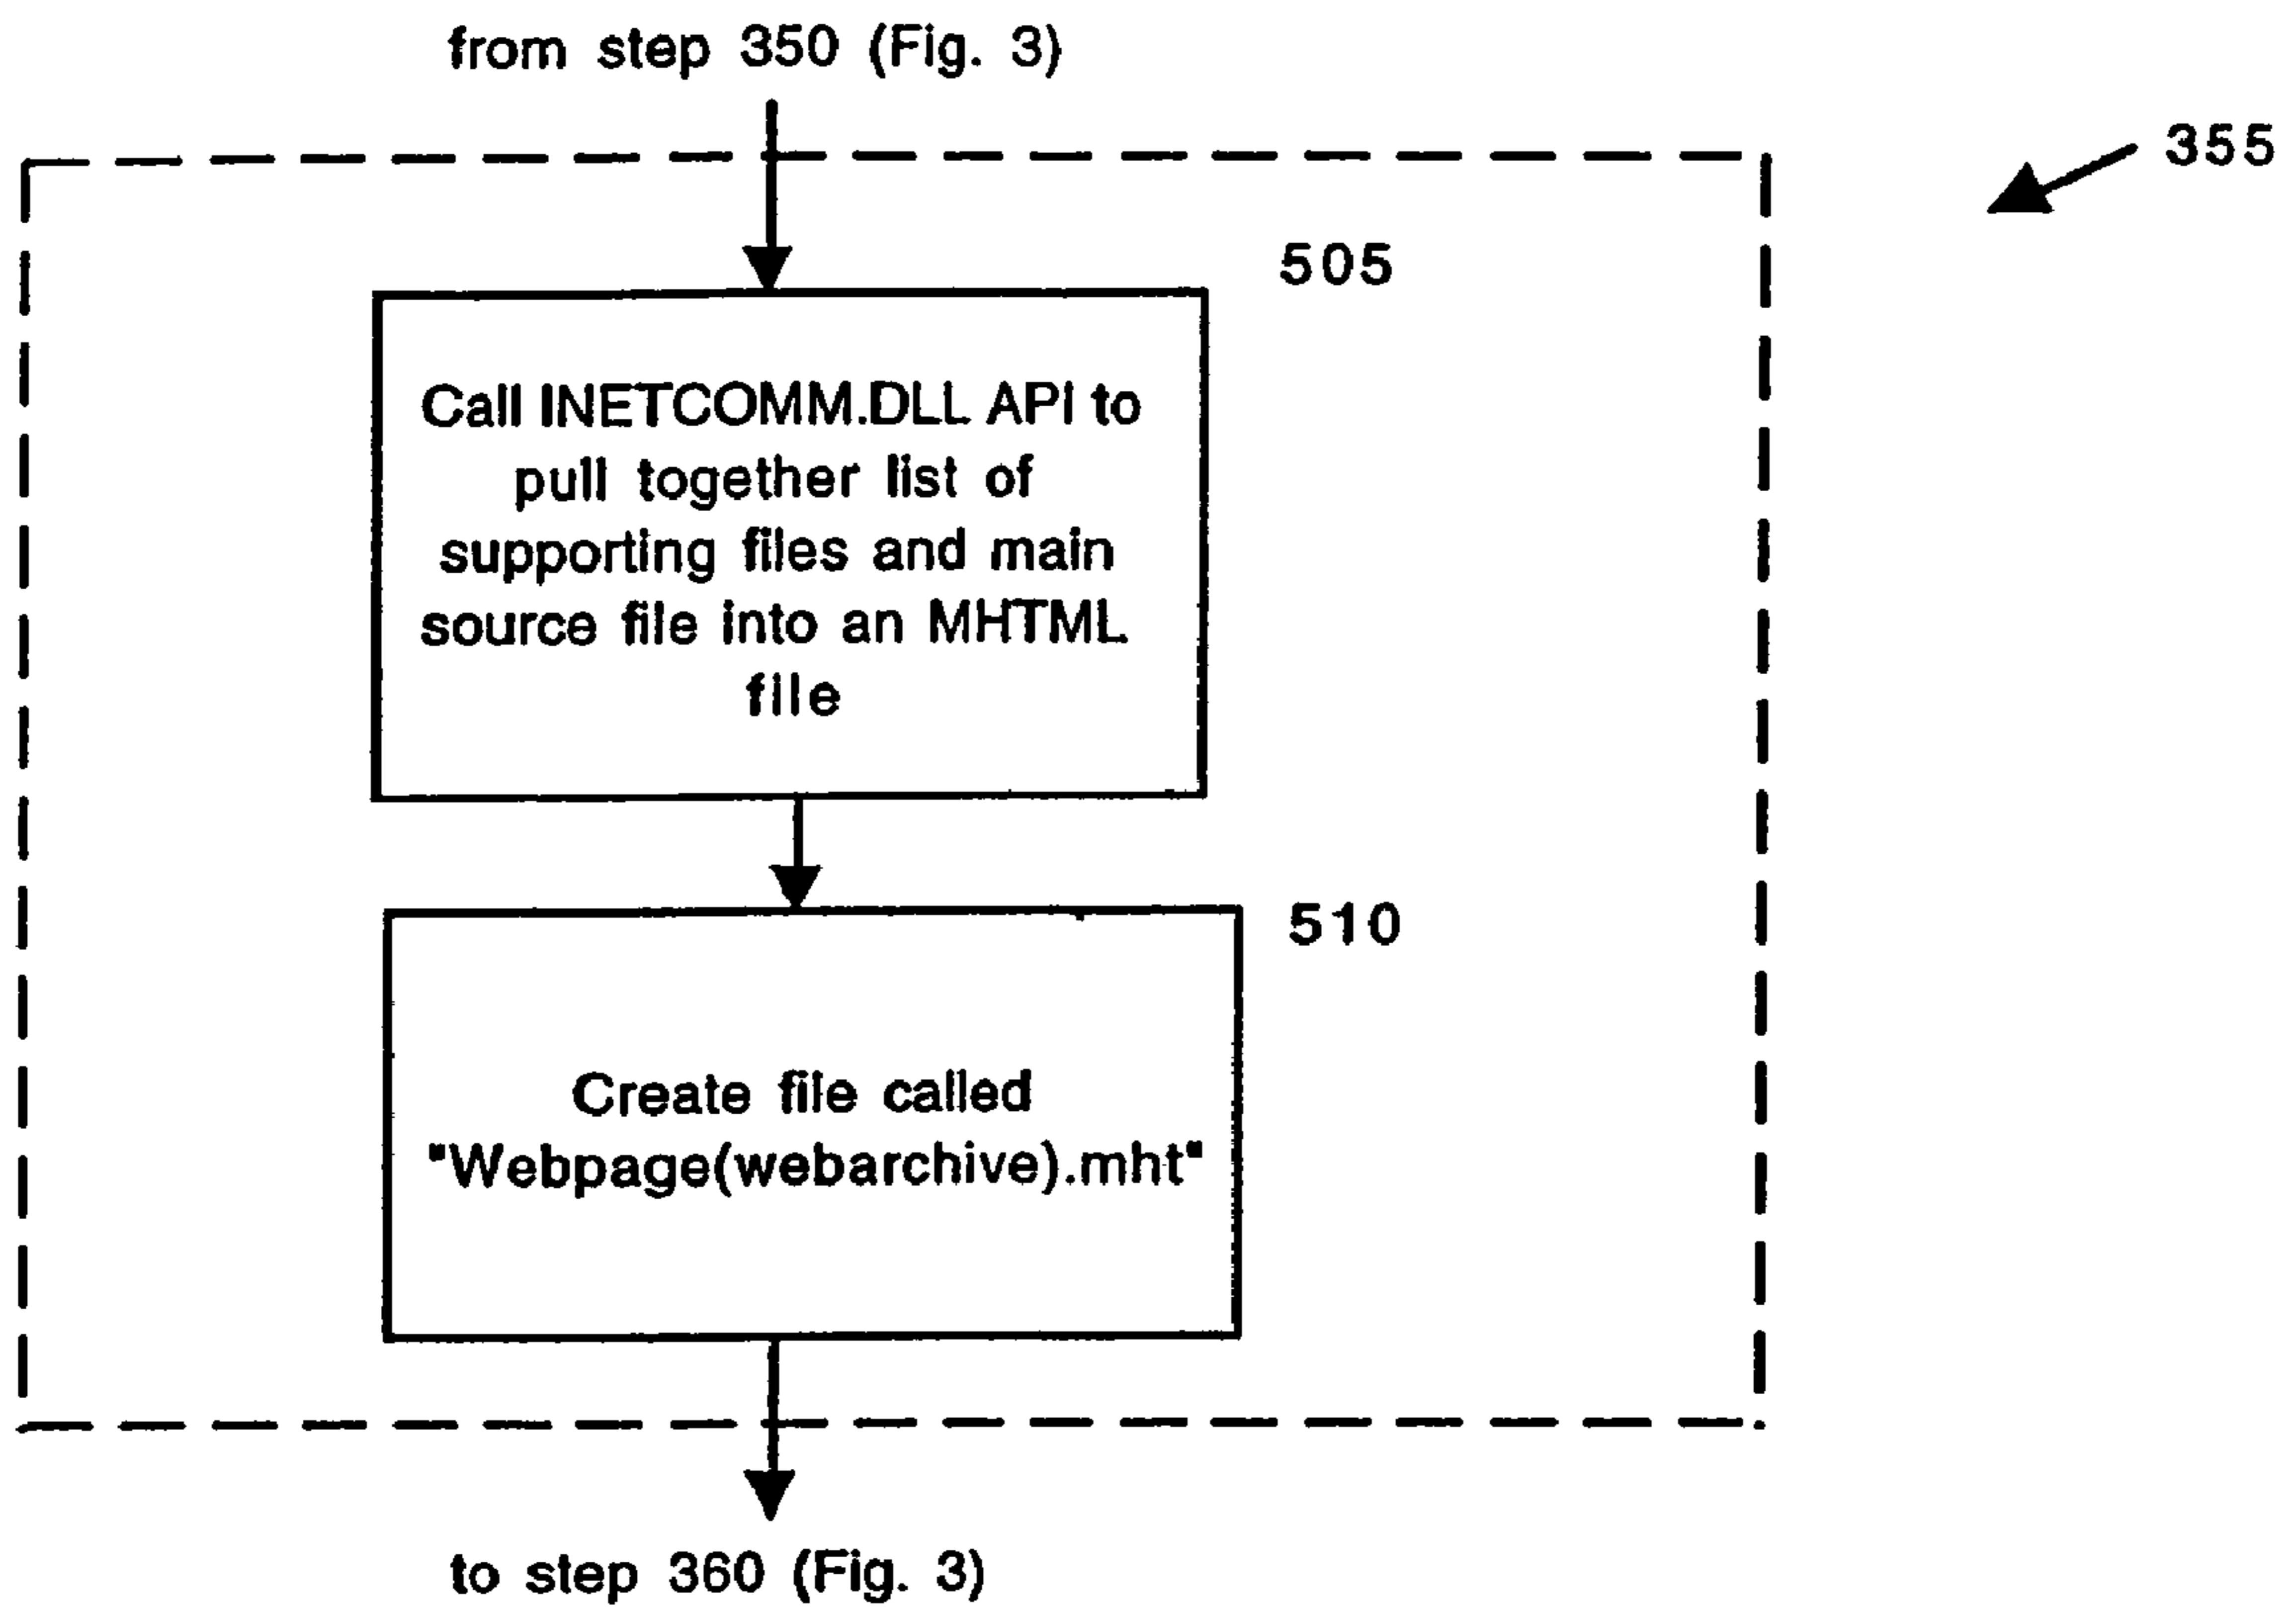 from step 350 (Fig. 3)
355
505
Call INETCOMM.DLL API to
pull together list of
supporting files and main
source file into an MHTML
file
510
Create file called
"Webpage(webarchive).mht"
to step 360 (Fig. 3)